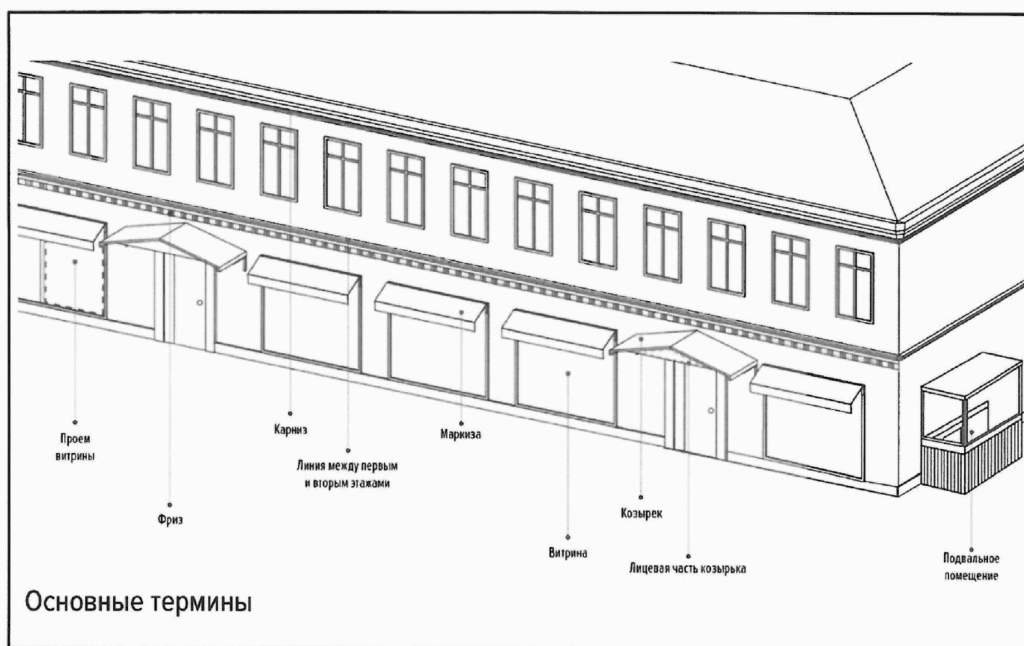 Проем
витрины
Фриз
Карниз
Линия между первым
и вторым этажами
Маркиза
Витрина
Козырек
Лицевая часть козырька
Подвальное
помещение
Основные термины